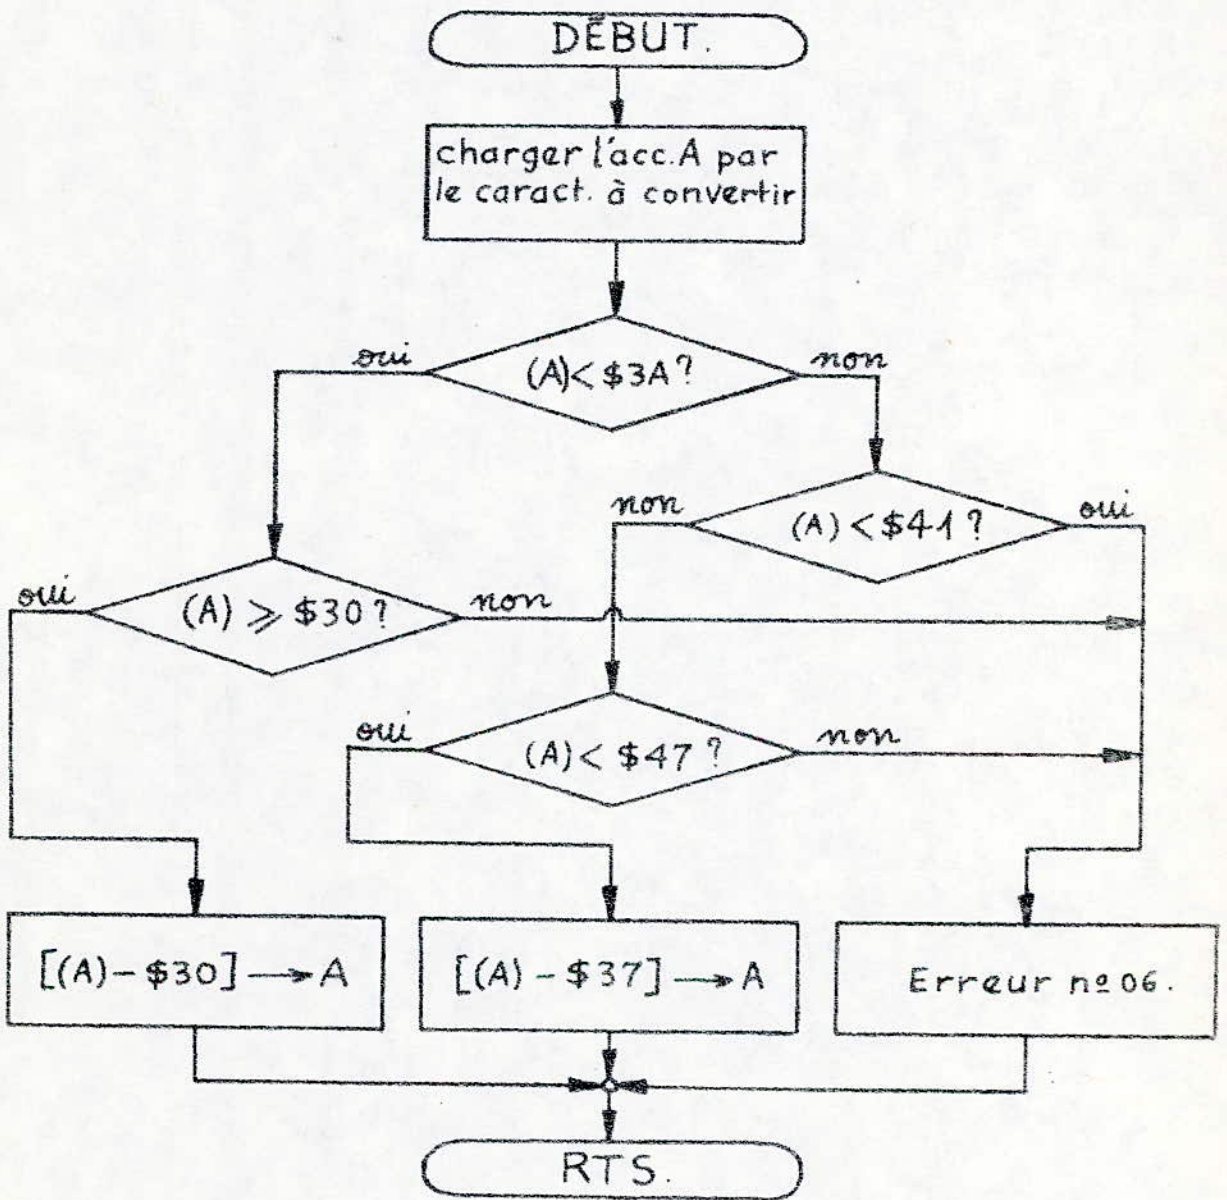 DÉBUT.
charger l'acc.A par
le caract. à convertir
oui
(A)<$3A?
non
non
(A)<$41?
oui
oui
(A) ⩾ $30?
non
oui
(A)< $47 ?
non
[(A)-$30] → A
[(A) - $37] → A
Erreur nº 06.
RTS.